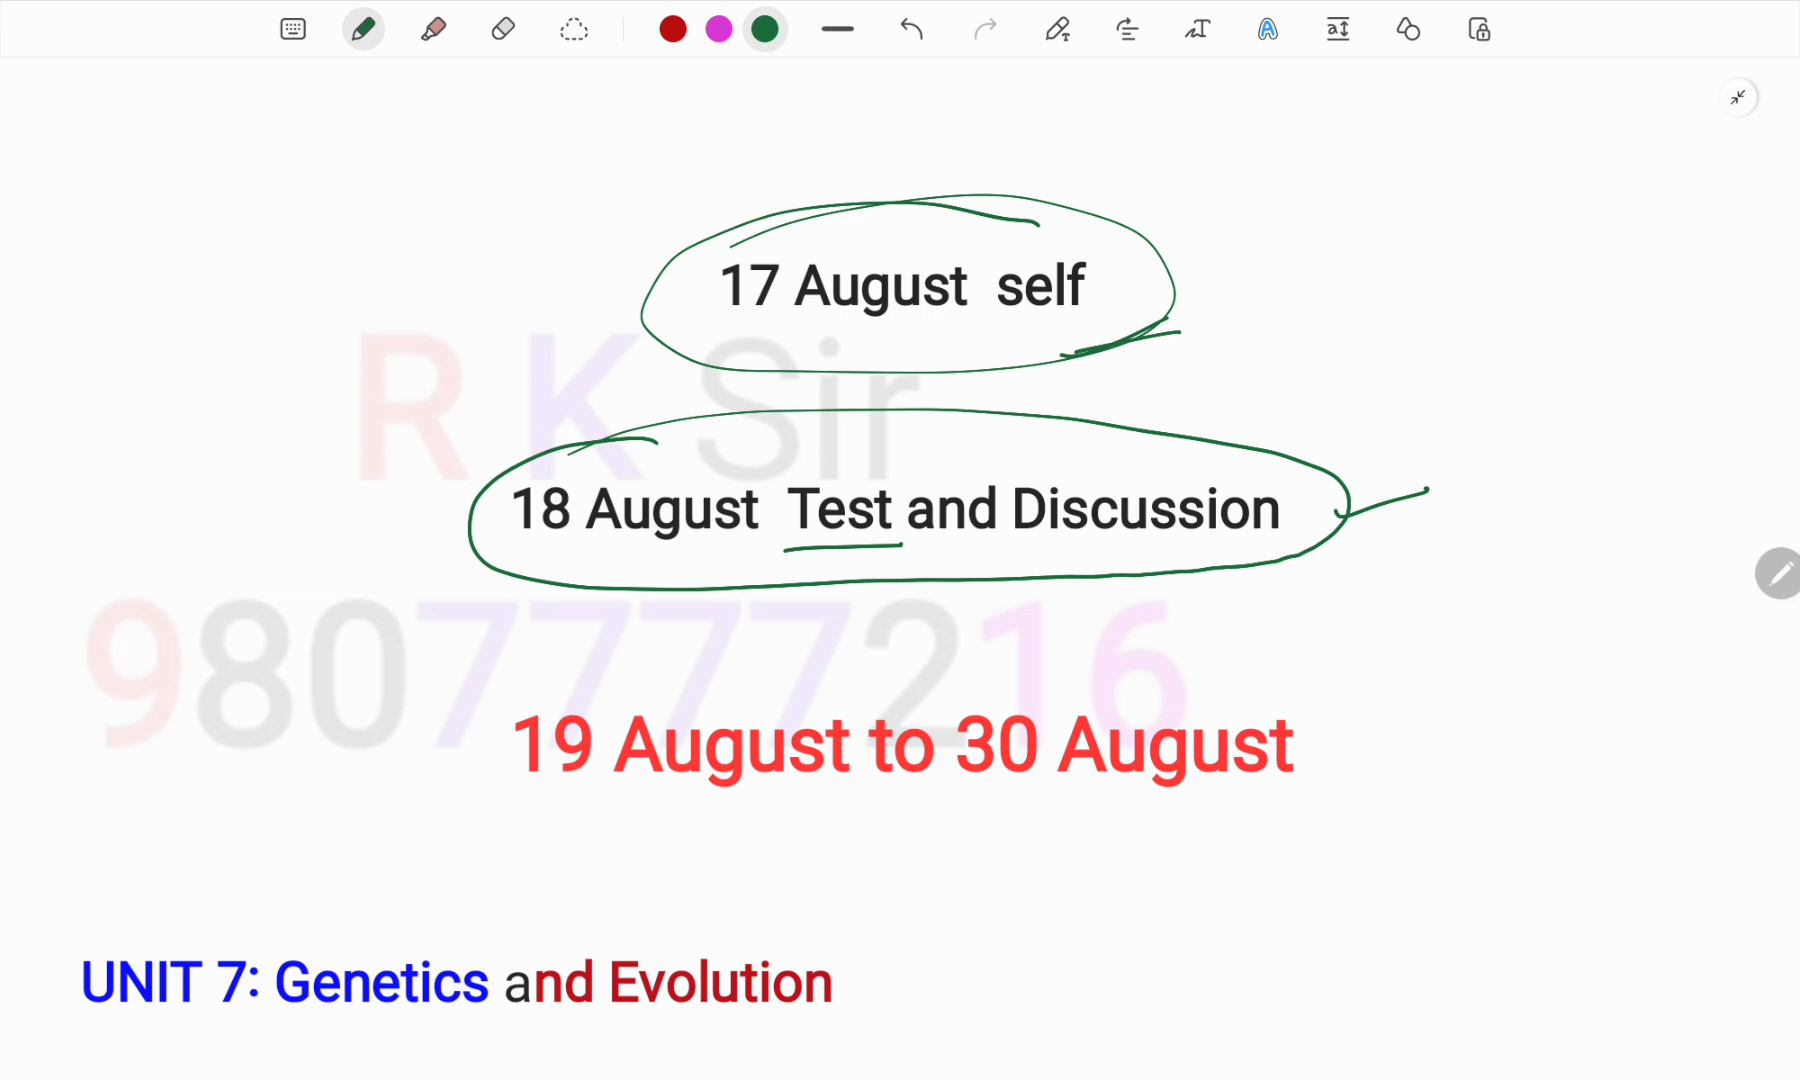 17 August self
R K Sir
18 August Test and Discussion
9807777216
19 August to 30 August
UNIT 7: Genetics and Evolution